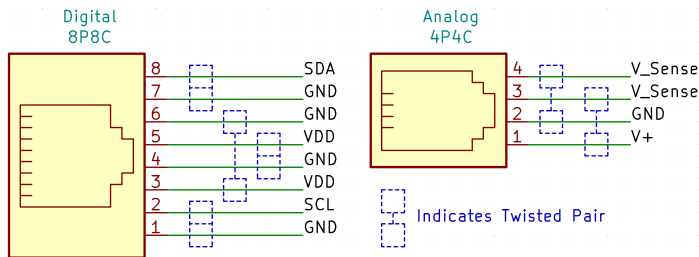 Digital
8P8C
8 SDA
7 GND
6 GND
5 VDD
4 GND
3 VDD
2 SCL
1 GND
Analog
4P4C
4 V_Sense
3 V_Sense
2 GND
1 V+
Indicates Twisted Pair